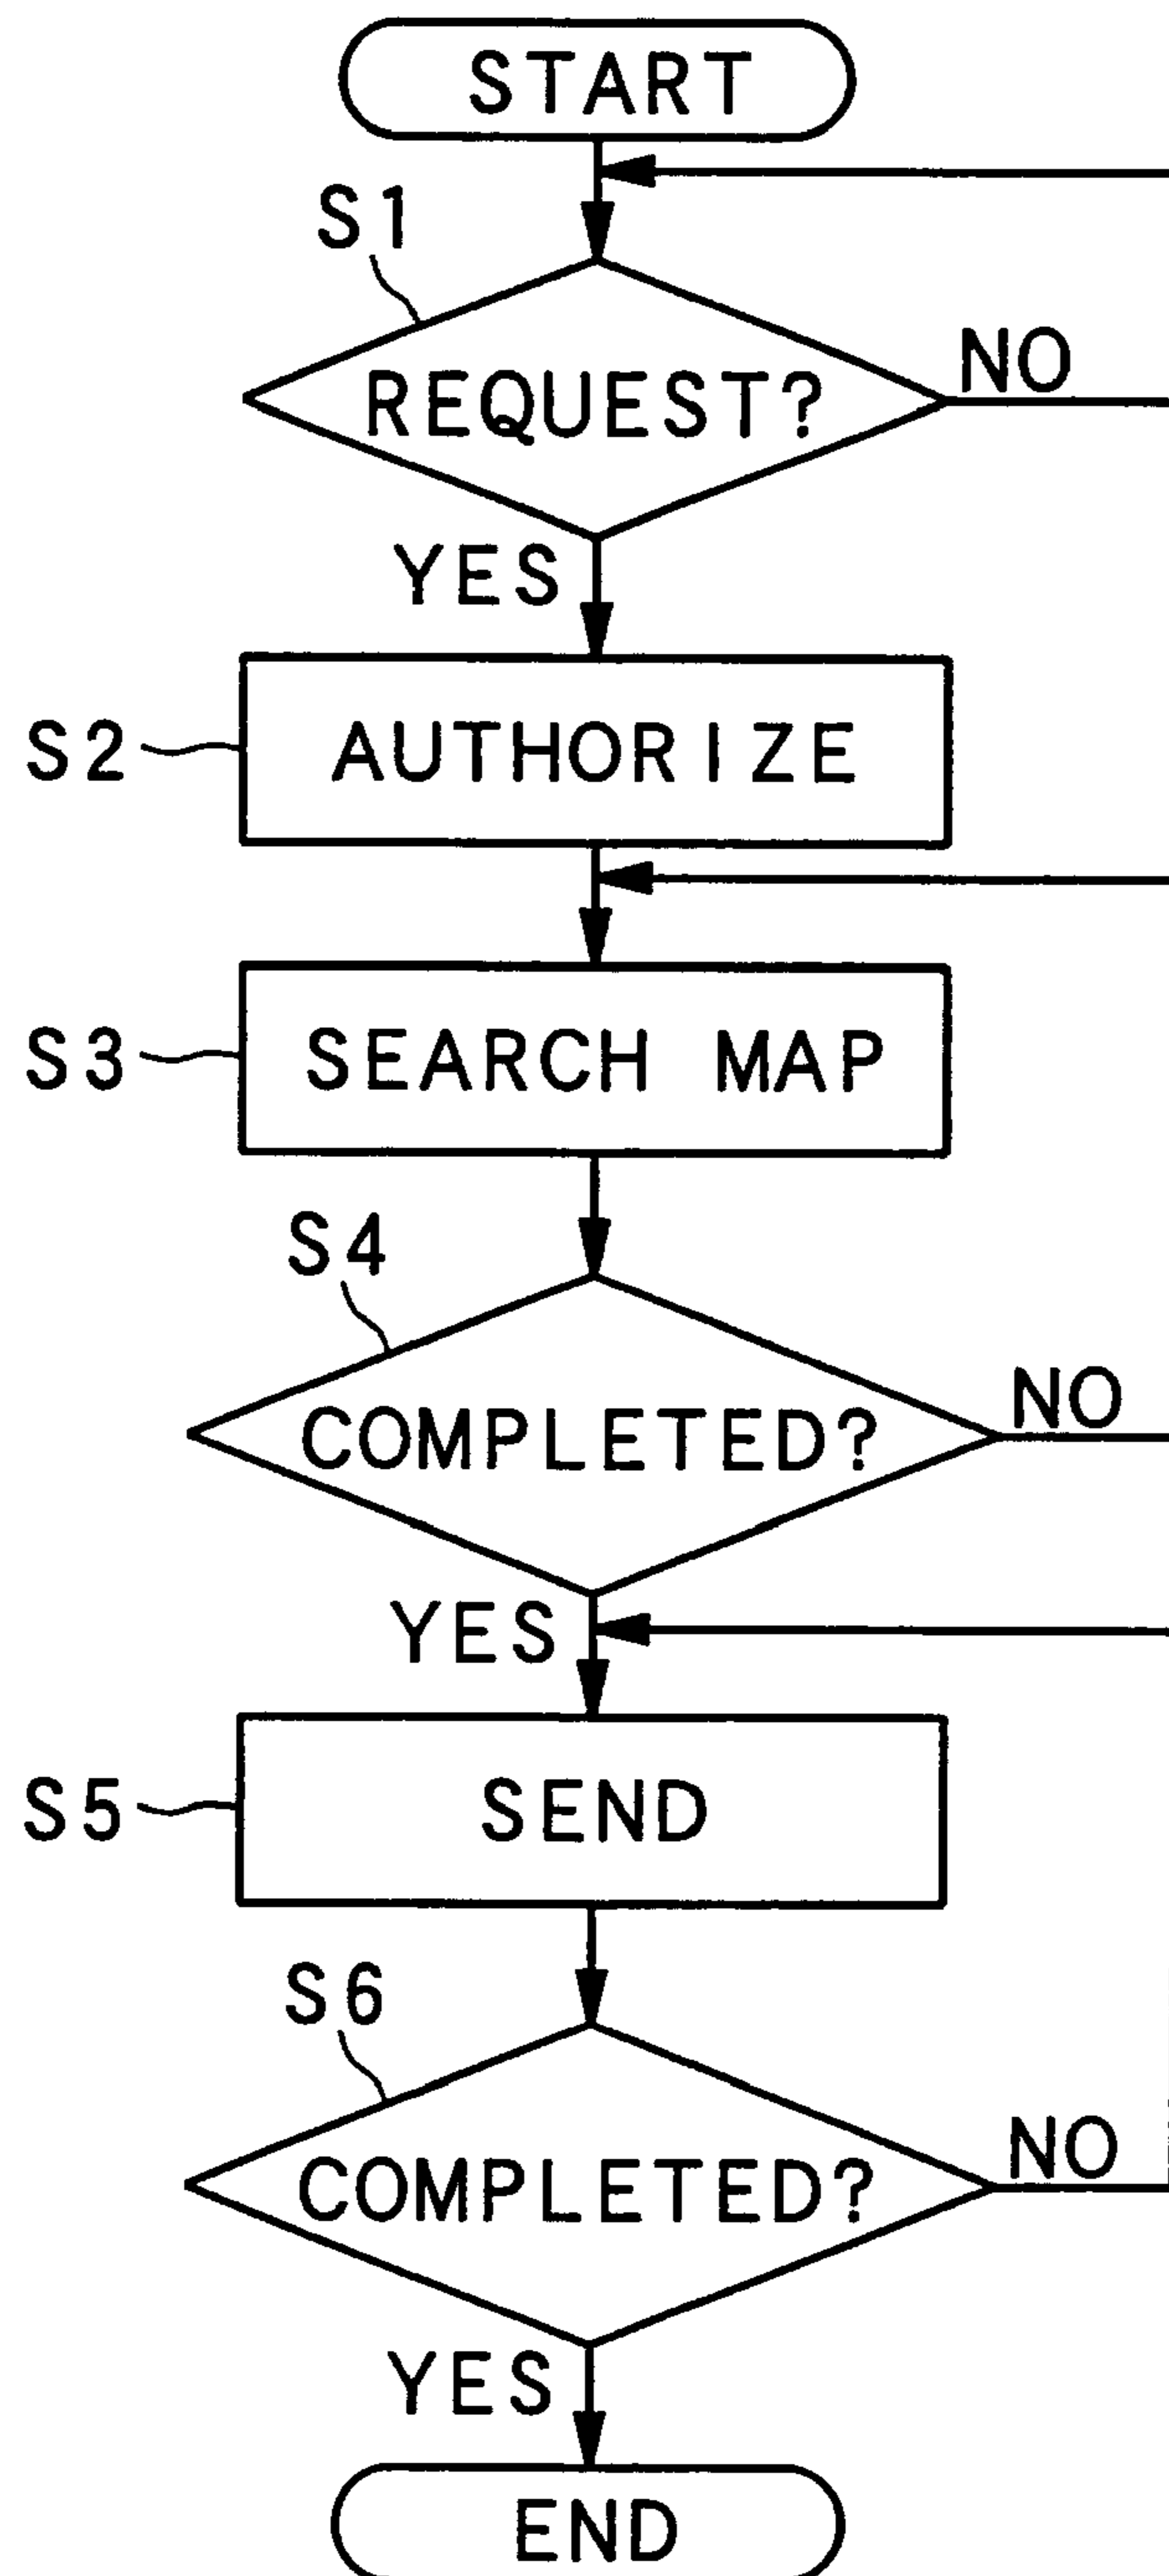 START
S1
REQUEST?
NO
YES
S2
AUTHORIZE
S3
SEARCH MAP
S4
COMPLETED?
NO
YES
S5
SEND
S6
COMPLETED?
NO
YES
END